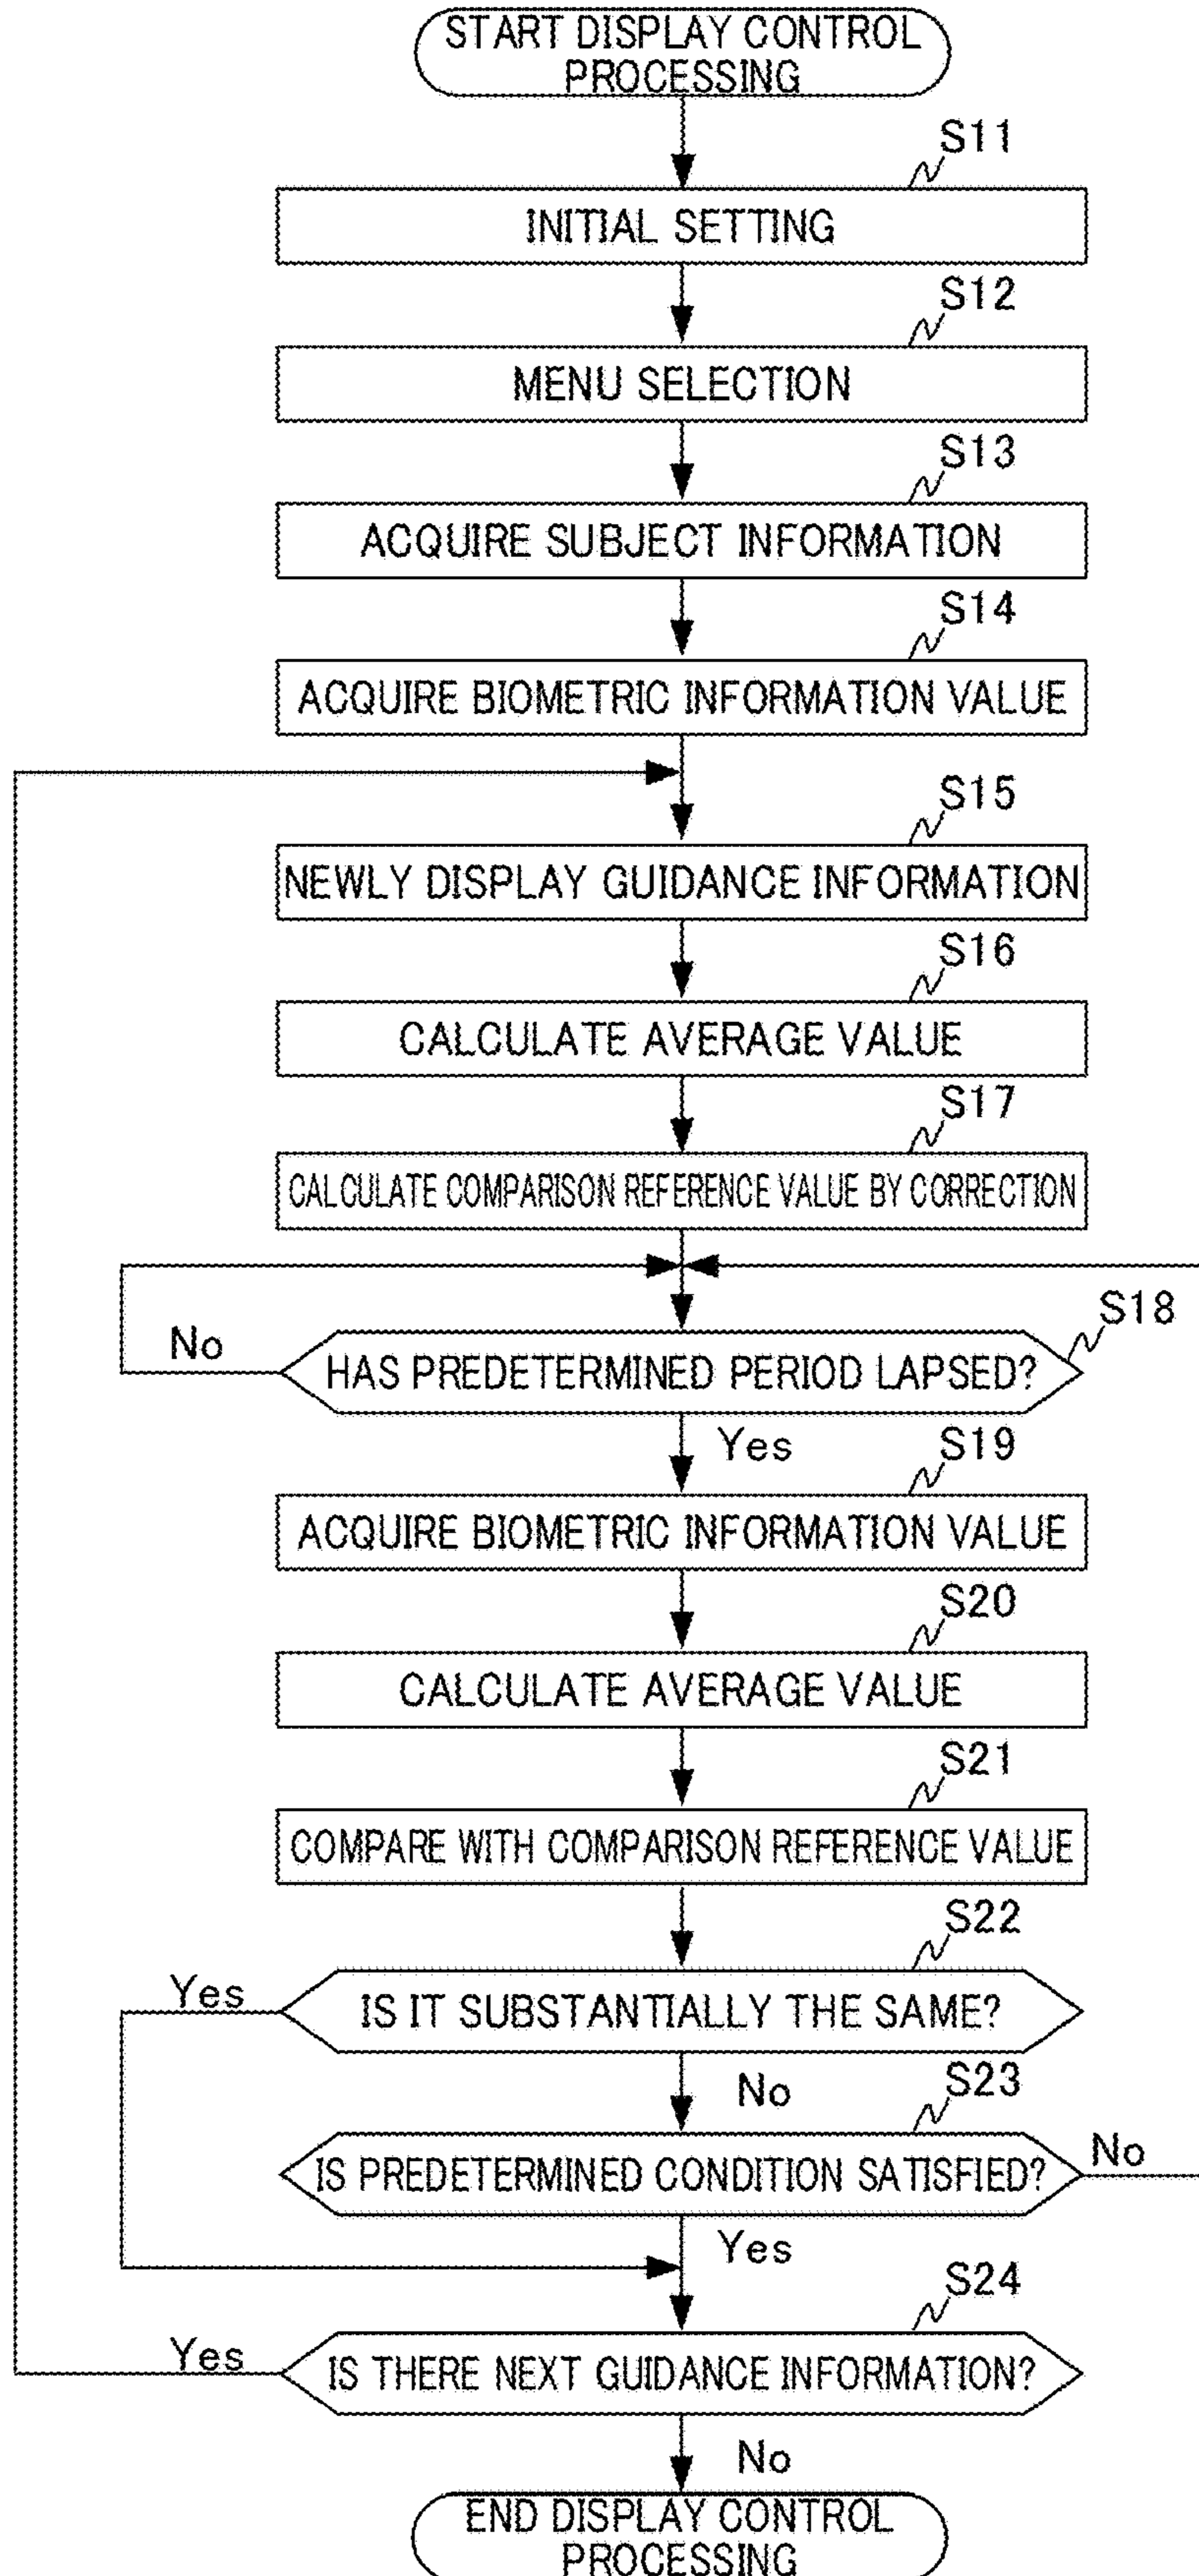 START DISPLAY CONTROL
PROCESSING
S11
INITIAL SETTING
S12
MENU SELECTION
S13
ACQUIRE SUBJECT INFORMATION
S14
ACQUIRE BIOMETRIC INFORMATION VALUE
S15
NEWLY DISPLAY GUIDANCE INFORMATION
S16
CALCULATE AVERAGE VALUE
S17
CALCULATE COMPARISON REFERENCE VALUE BY CORRECTION
S18
No
HAS PREDETERMINED PERIOD LAPSED?
Yes
S19
ACQUIRE BIOMETRIC INFORMATION VALUE
S20
CALCULATE AVERAGE VALUE
S21
COMPARE WITH COMPARISON REFERENCE VALUE
S22
Yes
IS IT SUBSTANTIALLY THE SAME?
No
S23
IS PREDETERMINED CONDITION SATISFIED?
No
Yes
S24
Yes
IS THERE NEXT GUIDANCE INFORMATION?
No
END DISPLAY CONTROL
PROCESSING